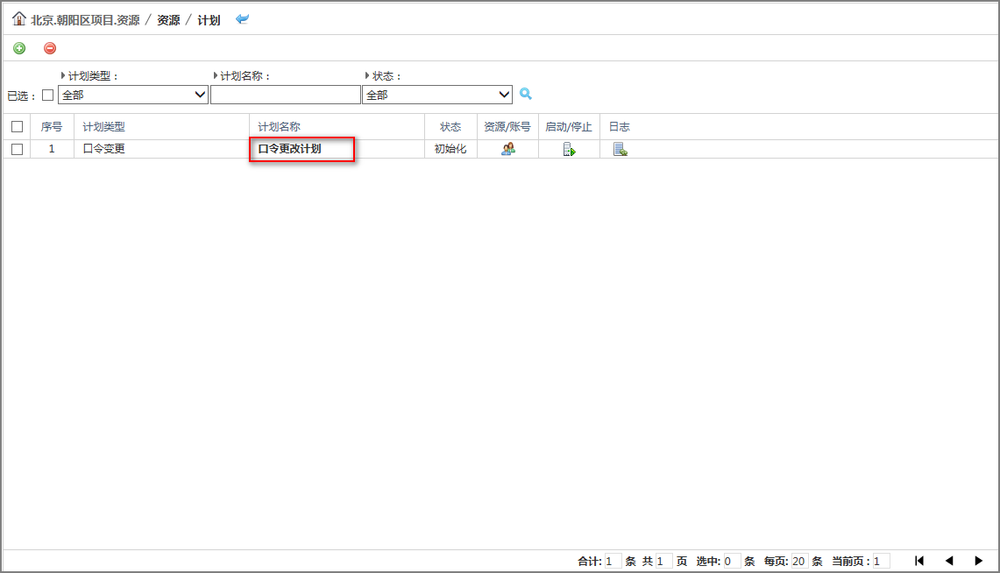 北京.朝阳区项目.资源 / 资源 / 计划
计划类型： 计划名称： 状态：
已选： 全部 全部
序号 计划类型 计划名称 状态 资源/账号 启动/停止 日志
1 口令变更 口令更改计划 初始化
合计: 1 条 共 1 页 选中: 0 条 每页: 20 条 当前页: 1